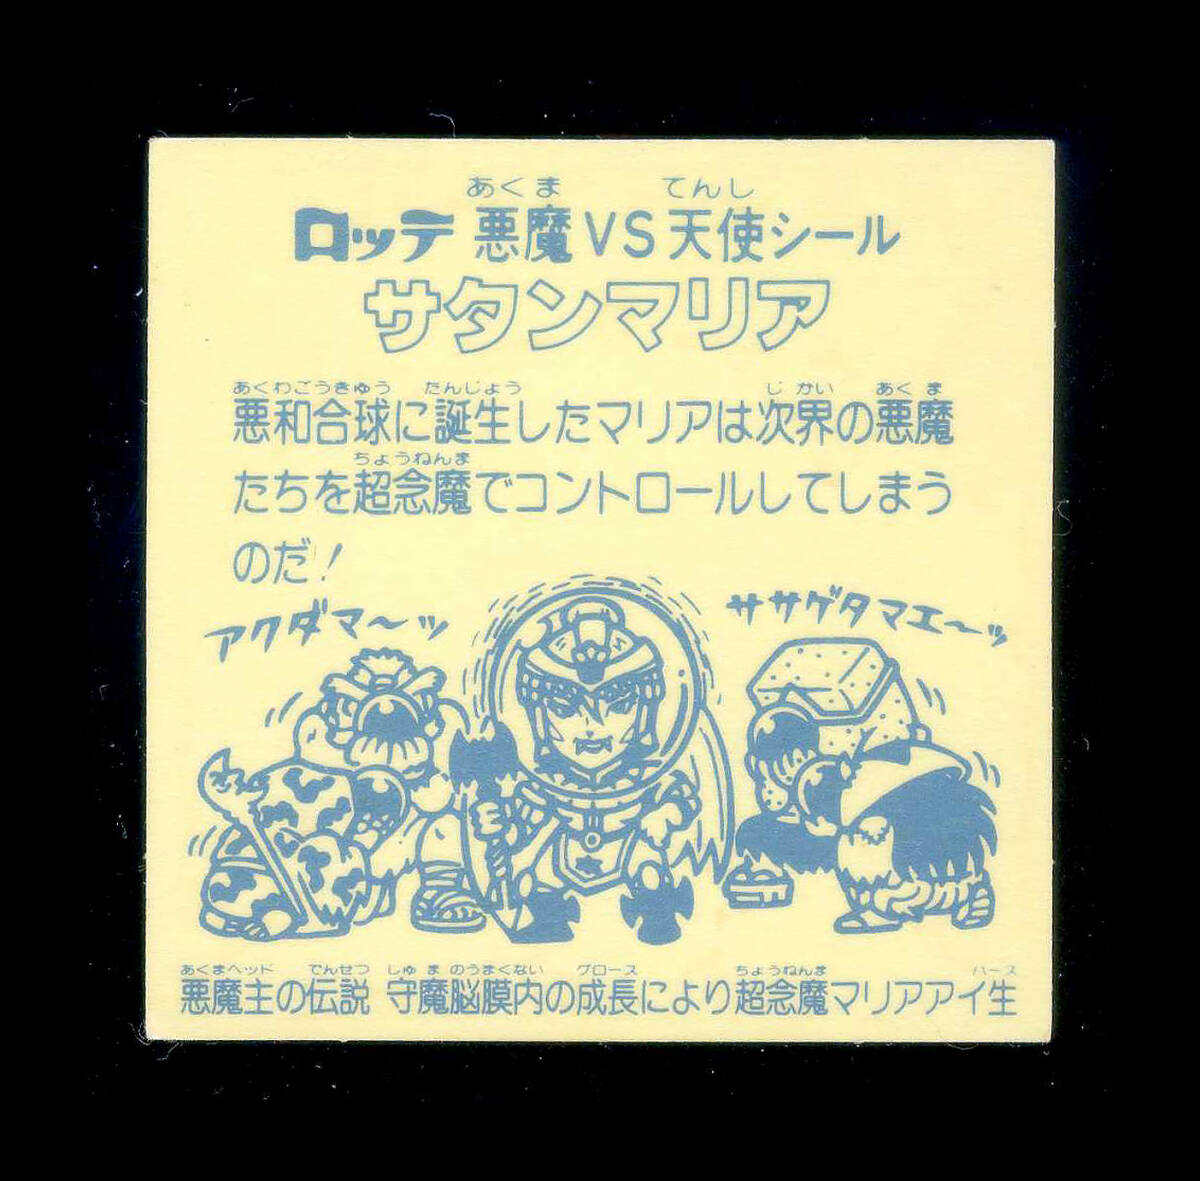 あくま てんし
ロッテ 悪魔VS天使シール
サタンマリア
あくわごうきゅう たんじょう じかい あくま
悪和合球に誕生したマリアは次界の悪魔
ちょうねんま
たちを超念魔でコントロールしてしまう
のだ!
アクダマ〜ッ
ササゲタマエ〜ッ
あくまヘッド でんせつ しゅ ま のうまくない グロース ちょうねんま バース
悪魔主の伝説 守魔脳膜内の成長により超念魔マリアアイ生